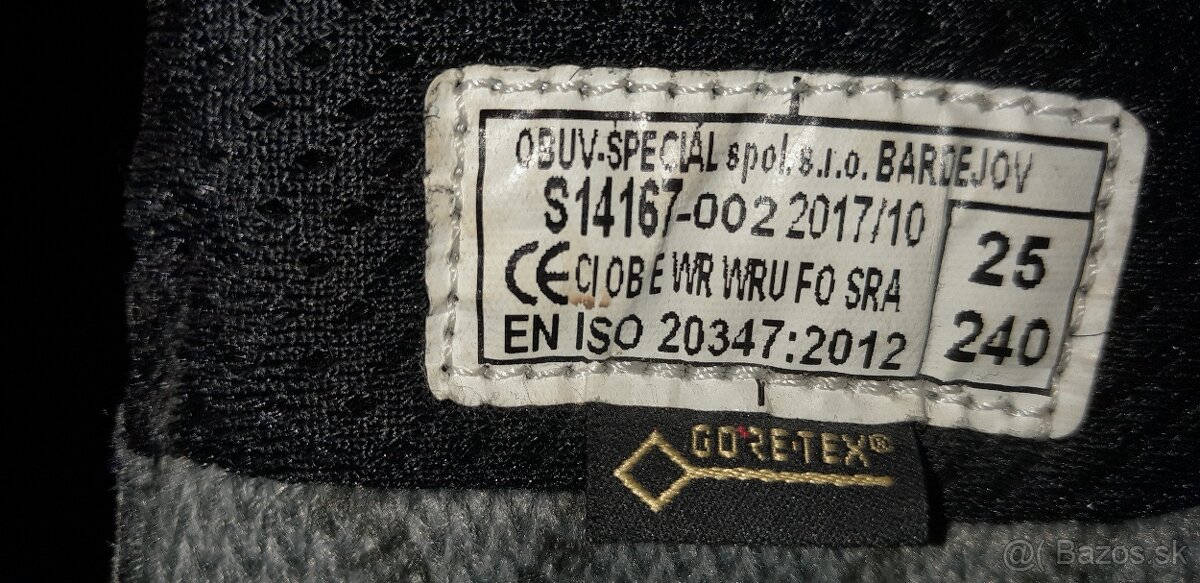 OBUV-ŠPECIÁL spol.s.r.o. BARDEJOV
S14167-002 2017/10
25
CE CI OB E WR WRU FO SRA
240
EN ISO 20347:2012
GORE-TEX®
@( Bazos.sk